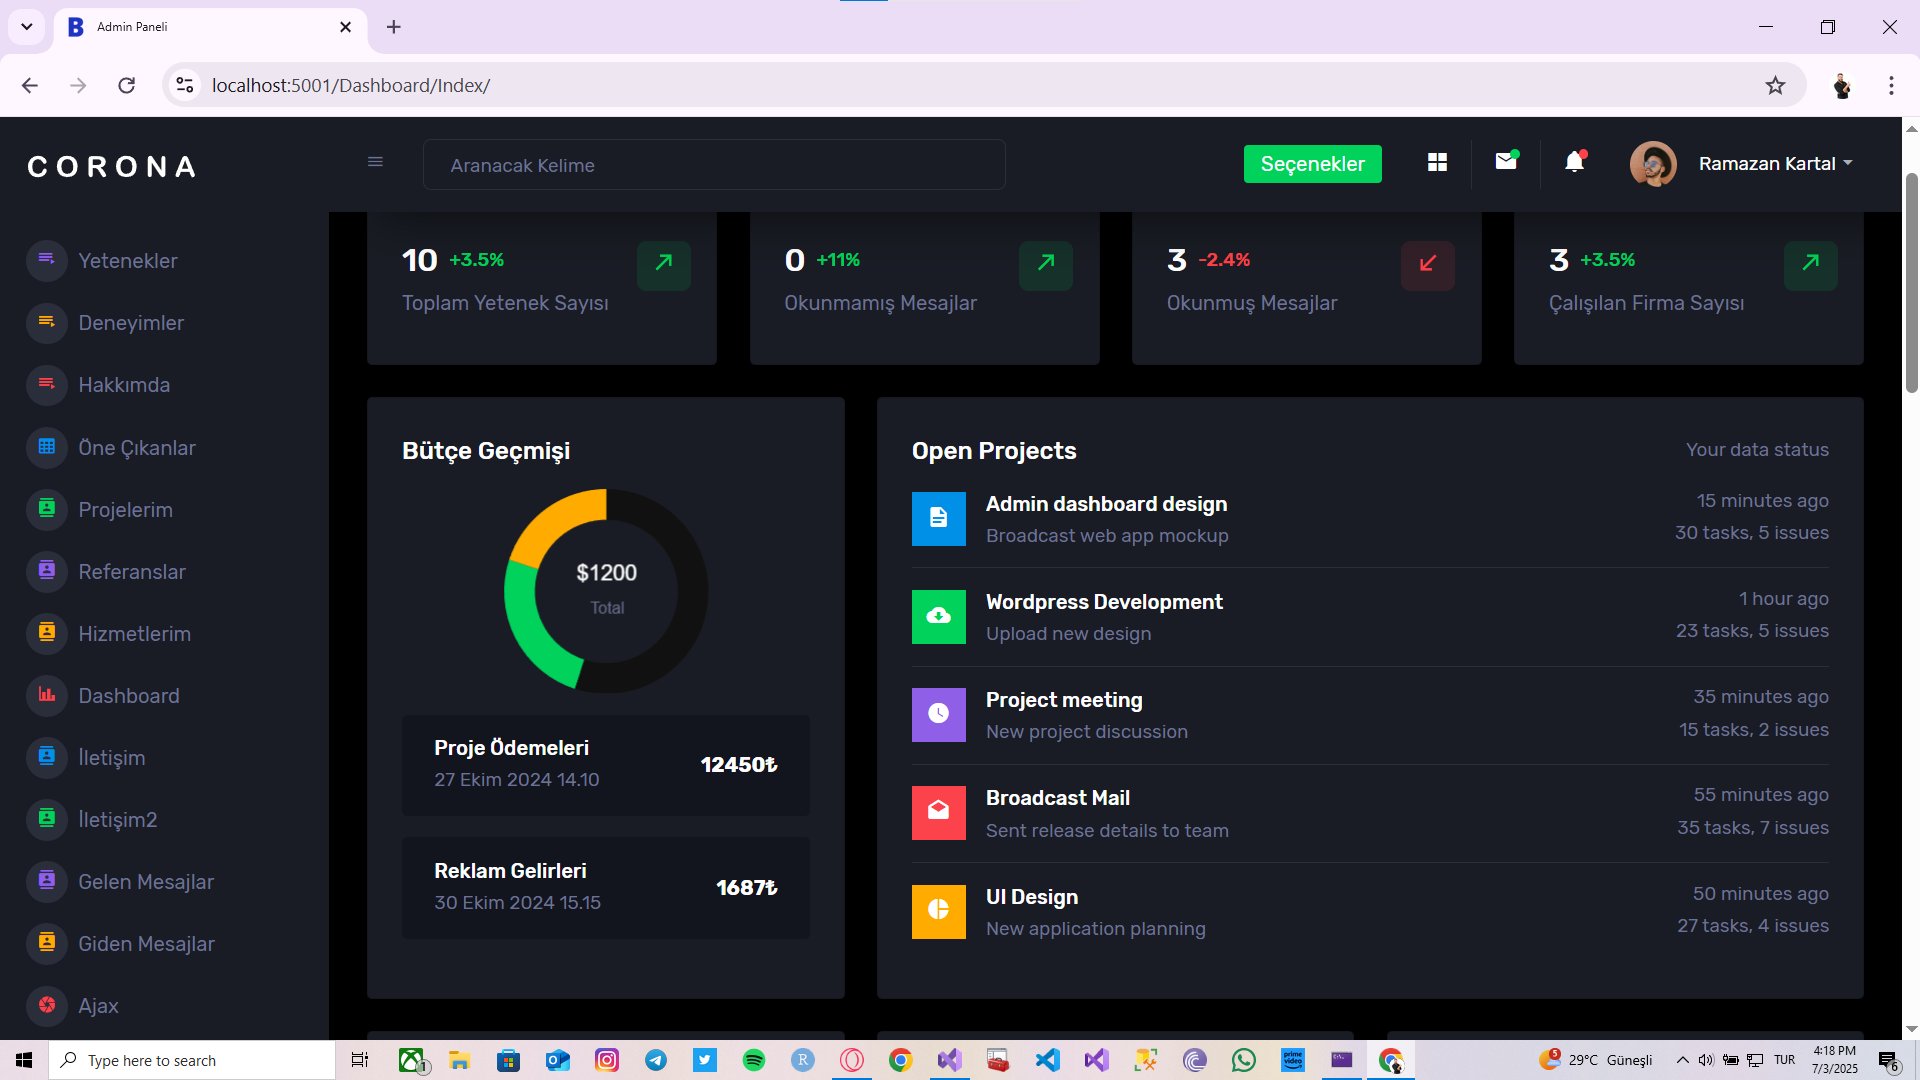 Admin Paneli
localhost:5001/Dashboard/Index/
CORONA
Aranacak Kelime
Seçenekler
Ramazan Kartal
Yetenekler
Deneyimler
Hakkımda
Öne Çıkanlar
Projelerim
Referanslar
Hizmetlerim
Dashboard
İletişim
İletişim2
Gelen Mesajlar
Giden Mesajlar
Ajax
10 +3.5%
Toplam Yetenek Sayısı
0 +11%
Okunmamış Mesajlar
3 -2.4%
Okunmuş Mesajlar
3 +3.5%
Çalışılan Firma Sayısı
Bütçe Geçmişi
$1200
Total
Proje Ödemeleri
27 Ekim 2024 14.10
12450₺
Reklam Gelirleri
30 Ekim 2024 15.15
1687₺
Open Projects
Your data status
Admin dashboard design
Broadcast web app mockup
15 minutes ago
30 tasks, 5 issues
Wordpress Development
Upload new design
1 hour ago
23 tasks, 5 issues
Project meeting
New project discussion
35 minutes ago
15 tasks, 2 issues
Broadcast Mail
Sent release details to team
55 minutes ago
35 tasks, 7 issues
UI Design
New application planning
50 minutes ago
27 tasks, 4 issues
Type here to search
1
R
prime video
5
29°C Güneşli
TUR
4:18 PM
7/3/2025
6